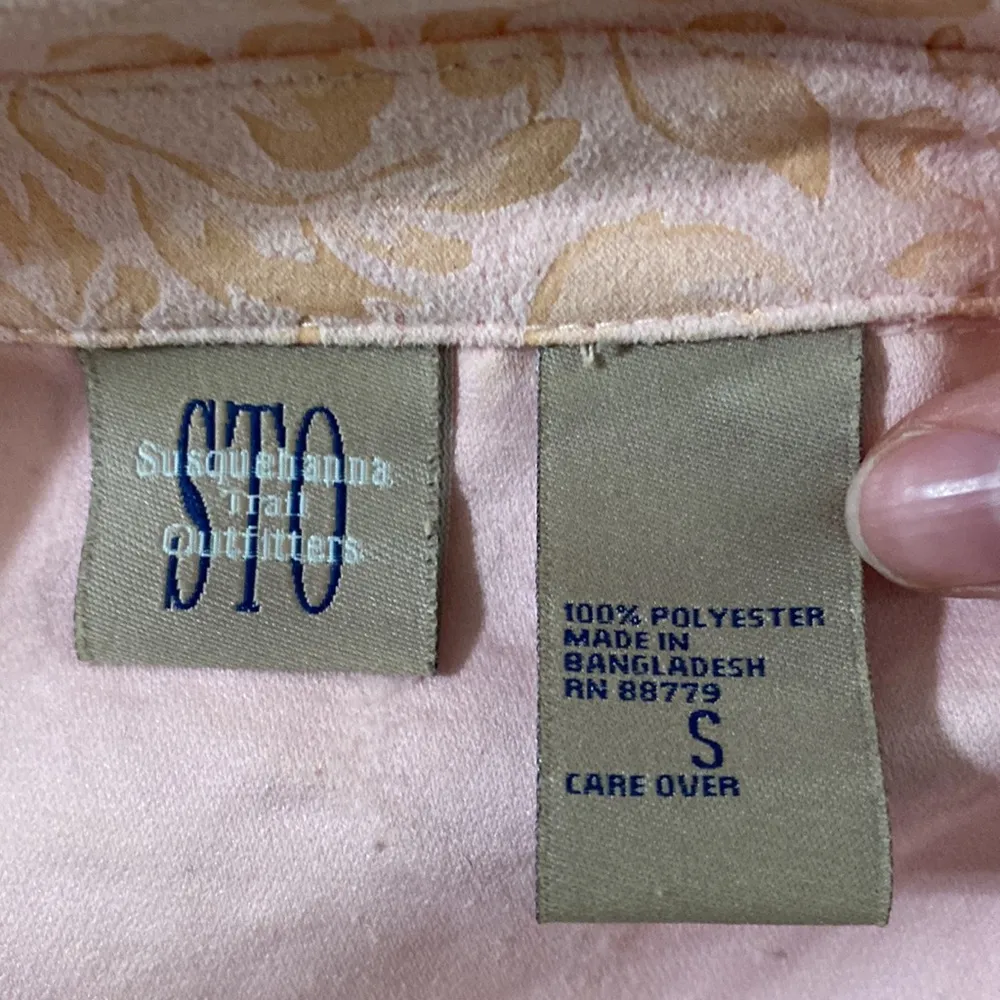 STO
Susquehanna
Trail
Outfitters
100% POLYESTER
MADE IN
BANGLADESH
RN 88779
S
CARE OVER